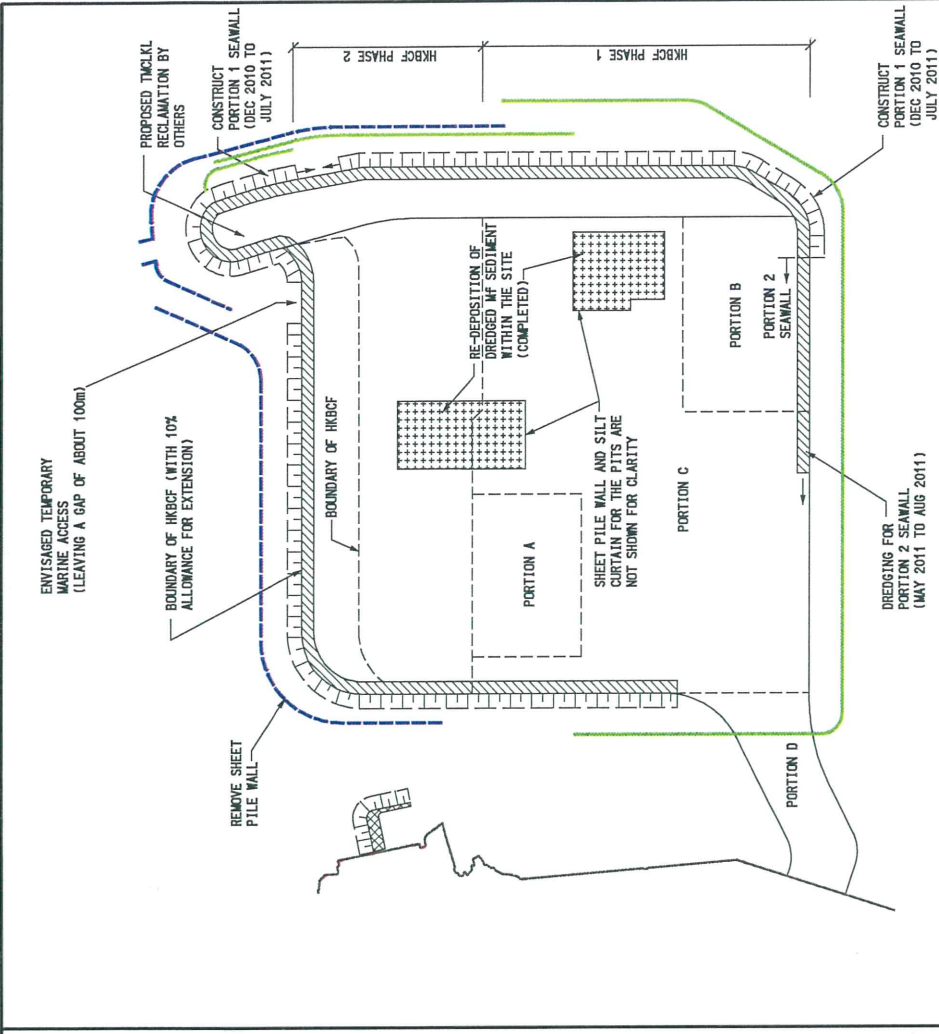 ENVISAGED TEMPORARY
MARINE ACCESS
(LEAVING A GAP OF ABOUT 100m)
BOUNDARY OF HKBCF (WITH 10%
ALLOWANCE FOR EXTENSION)
PROPOSED TMCLKL
RECLAMATION BY
OTHERS
CONSTRUCT
PORTION 1 SEAWALL
(DEC 2010 TO
JULY 2011)
HKBCF PHASE 2
HKBCF PHASE 1
REMOVE SHEET
PILE WALL
BOUNDARY OF HKBCF
RE-DEPOSITION OF
DREDGED Mf SEDIMENT
WITHIN THE SITE
(COMPLETED)
PORTION A
SHEET PILE WALL AND SILT
CURTAIN FOR THE PITS ARE
NOT SHOWN FOR CLARITY
PORTION B
PORTION C
PORTION 2
SEAWALL
PORTION D
DREDGING FOR
PORTION 2 SEAWALL
(MAY 2011 TO AUG 2011)
CONSTRUCT
PORTION 1 SEAWALL
(DEC 2010 TO
JULY 2011)